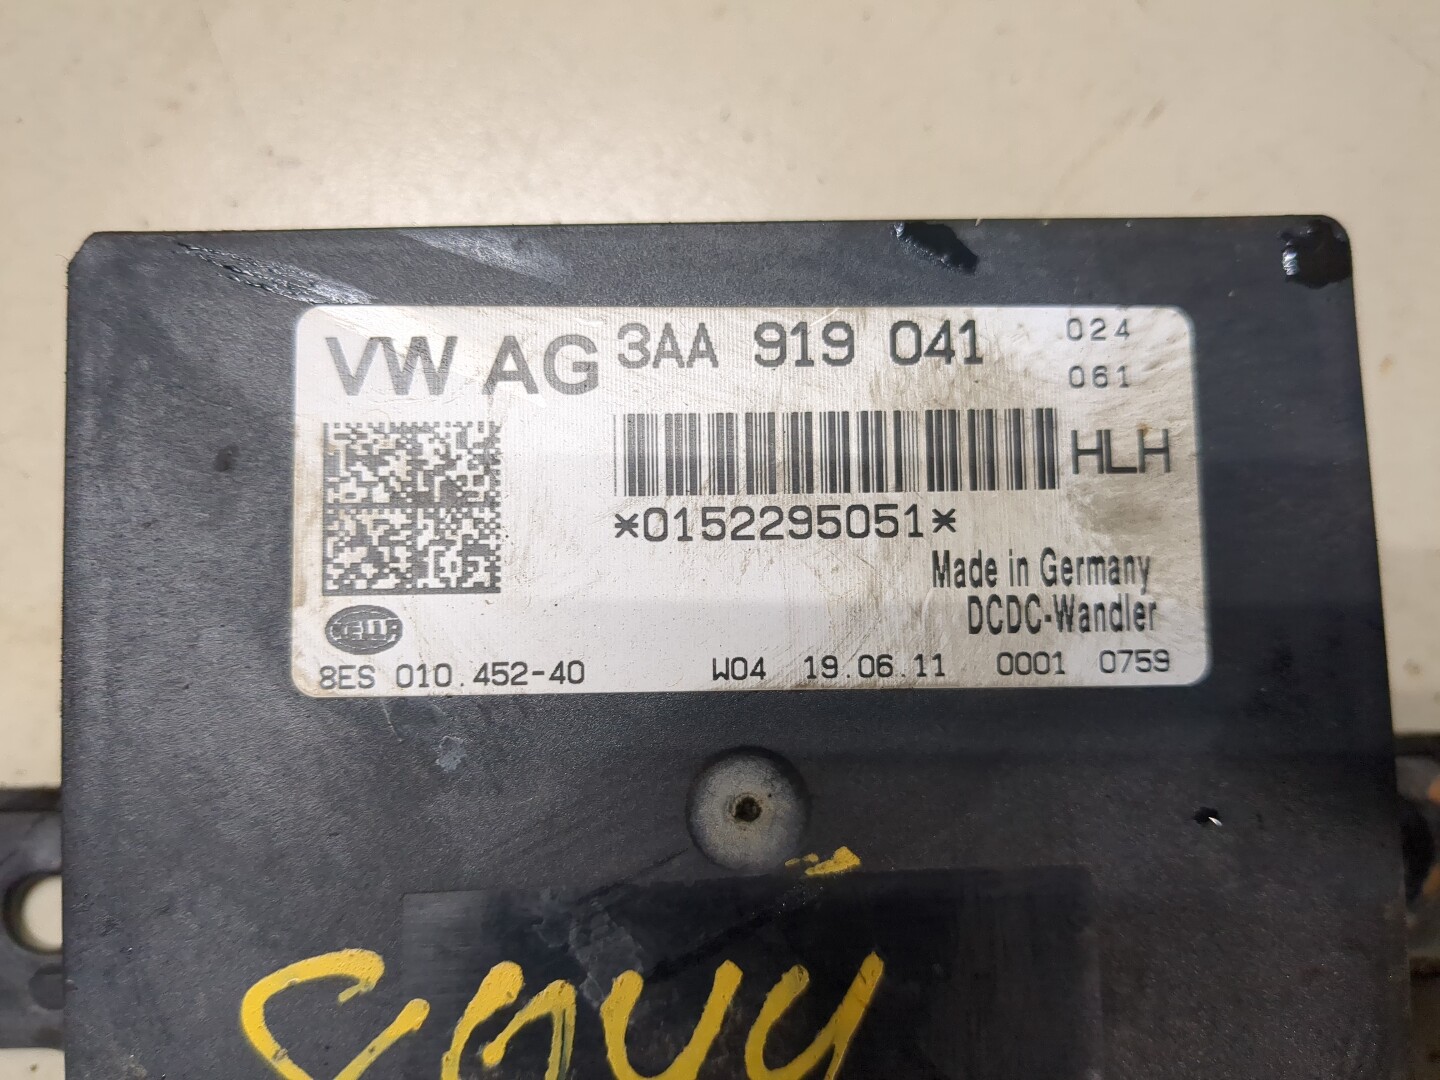 VW AG 3AA 919 041 024
061
HLH
*0152295051*
Made in Germany
DCDC-Wandler
HELLA
8ES 010.452-40 W04 19.06.11 0001 0759